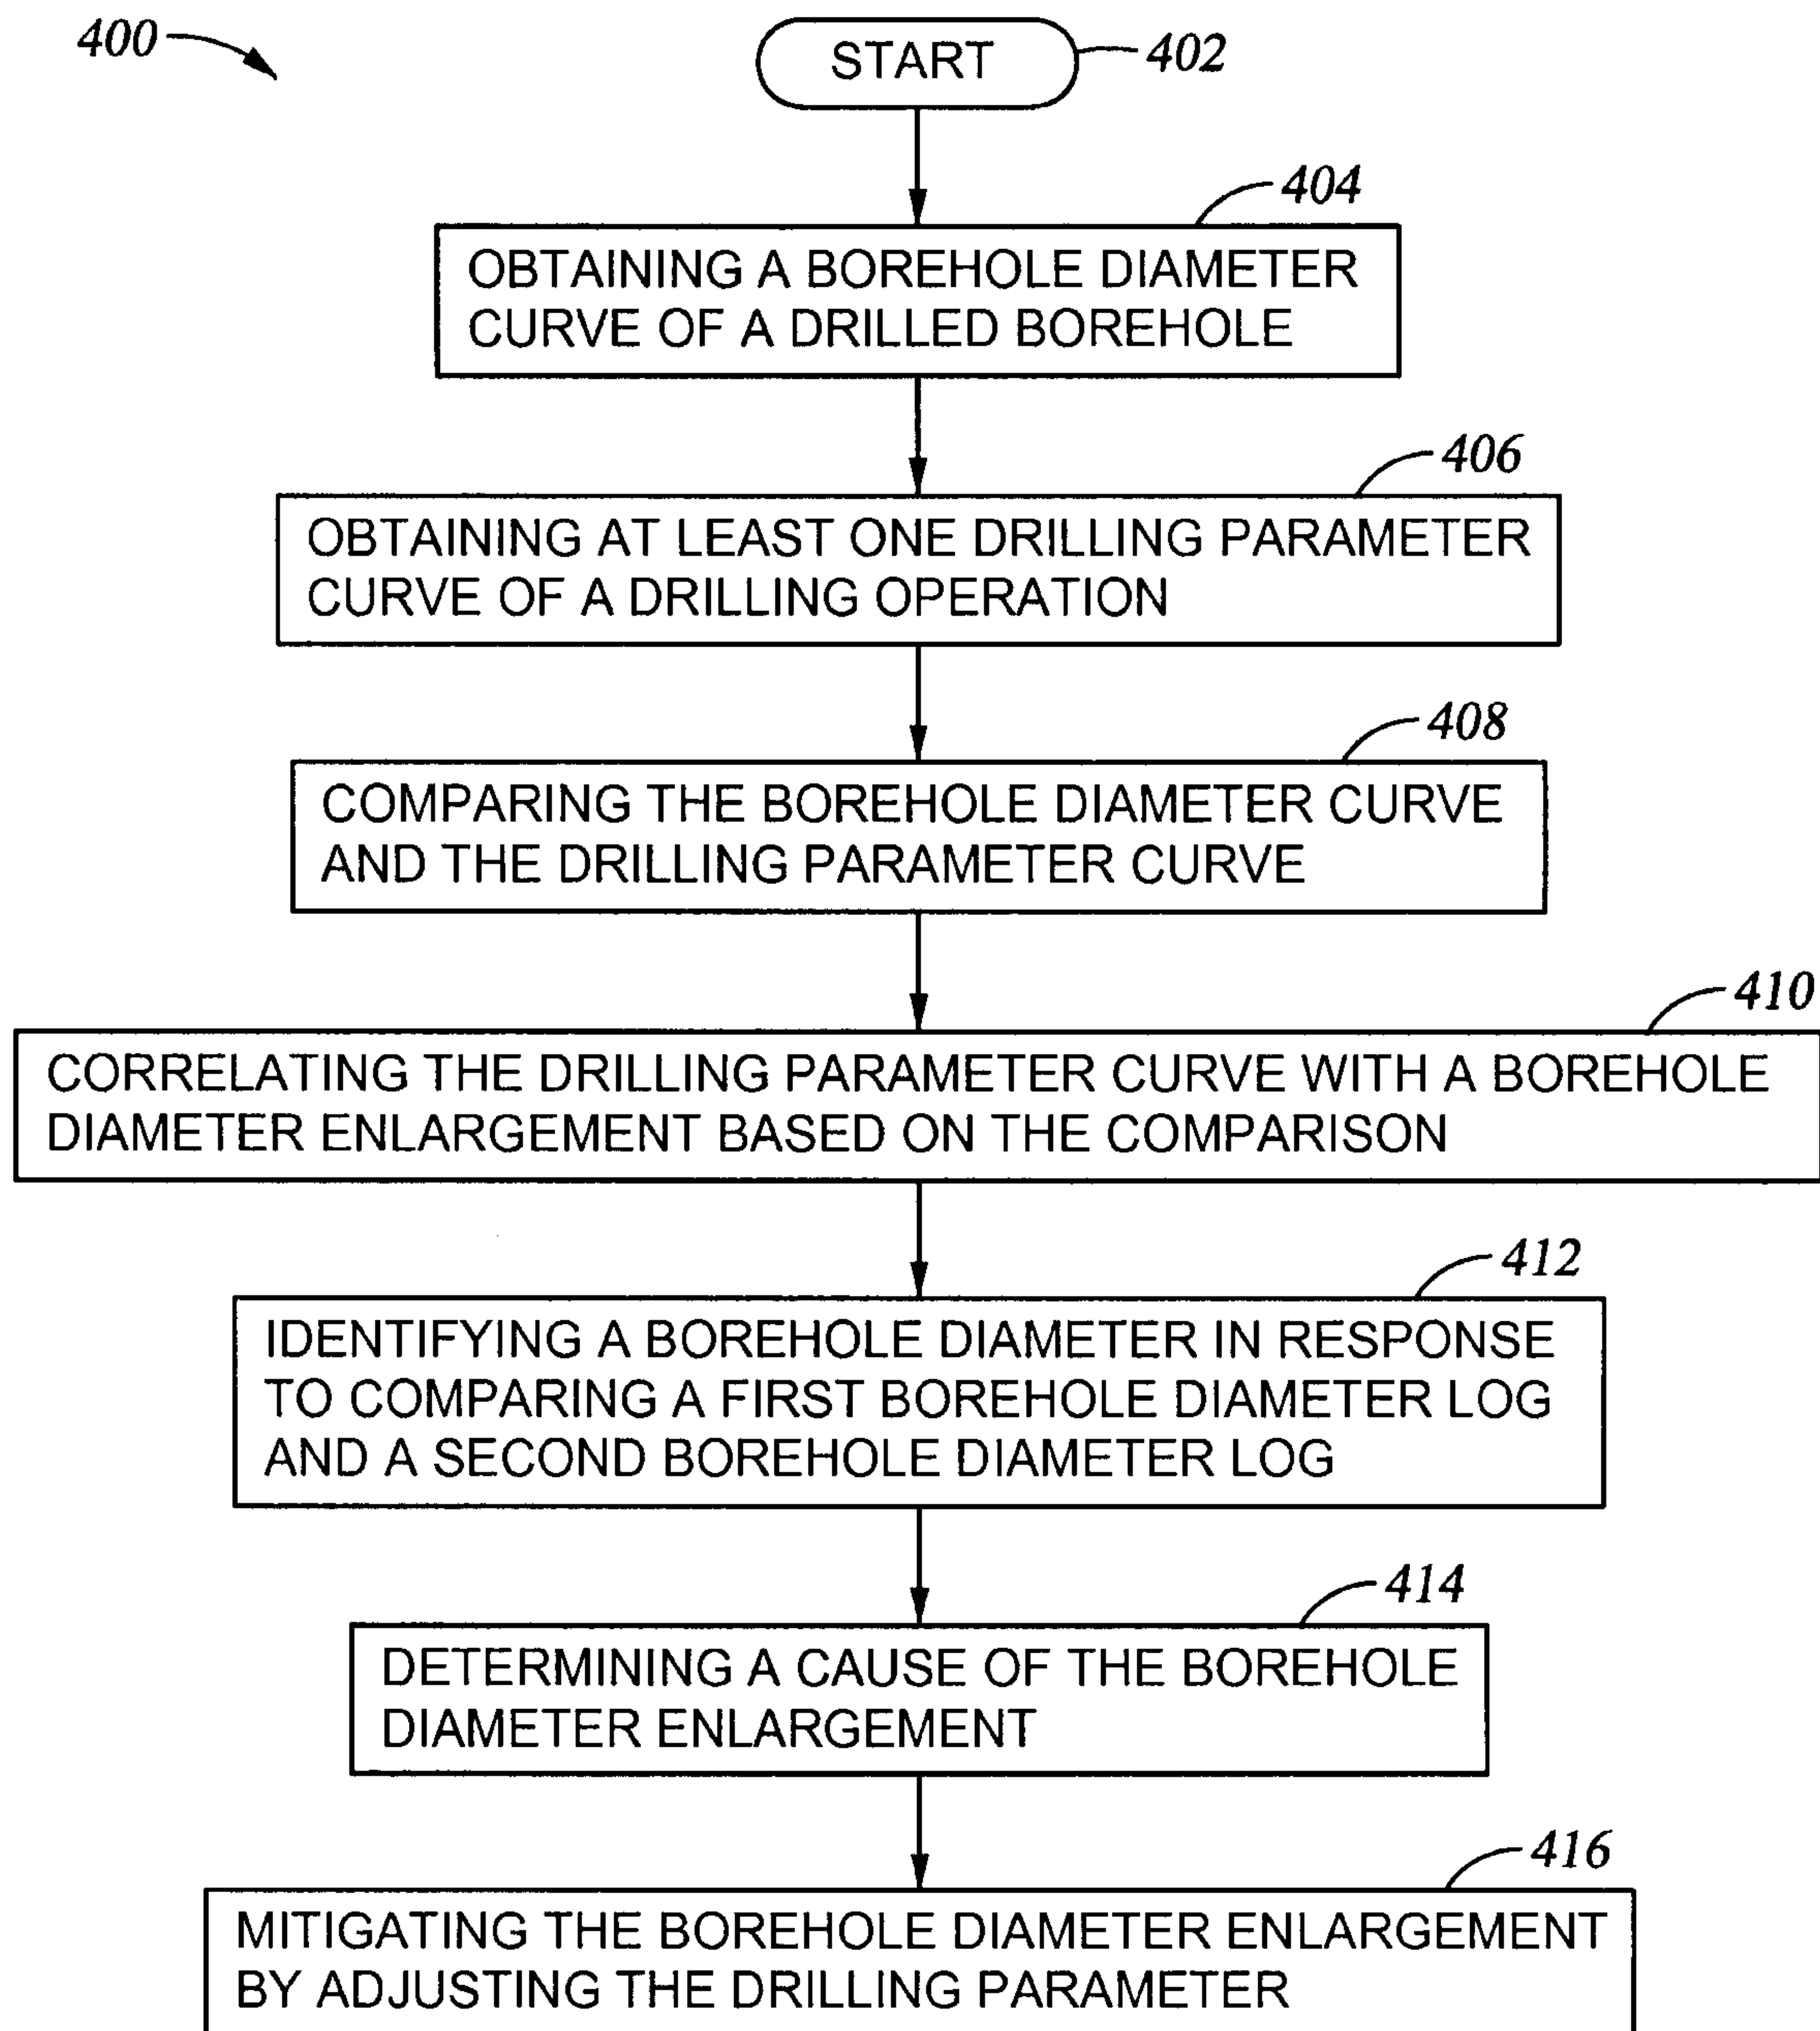 400
START
402
404
OBTAINING A BOREHOLE DIAMETER
CURVE OF A DRILLED BOREHOLE
406
OBTAINING AT LEAST ONE DRILLING PARAMETER
CURVE OF A DRILLING OPERATION
408
COMPARING THE BOREHOLE DIAMETER CURVE
AND THE DRILLING PARAMETER CURVE
410
CORRELATING THE DRILLING PARAMETER CURVE WITH A BOREHOLE
DIAMETER ENLARGEMENT BASED ON THE COMPARISON
412
IDENTIFYING A BOREHOLE DIAMETER IN RESPONSE
TO COMPARING A FIRST BOREHOLE DIAMETER LOG
AND A SECOND BOREHOLE DIAMETER LOG
414
DETERMINING A CAUSE OF THE BOREHOLE
DIAMETER ENLARGEMENT
416
MITIGATING THE BOREHOLE DIAMETER ENLARGEMENT
BY ADJUSTING THE DRILLING PARAMETER